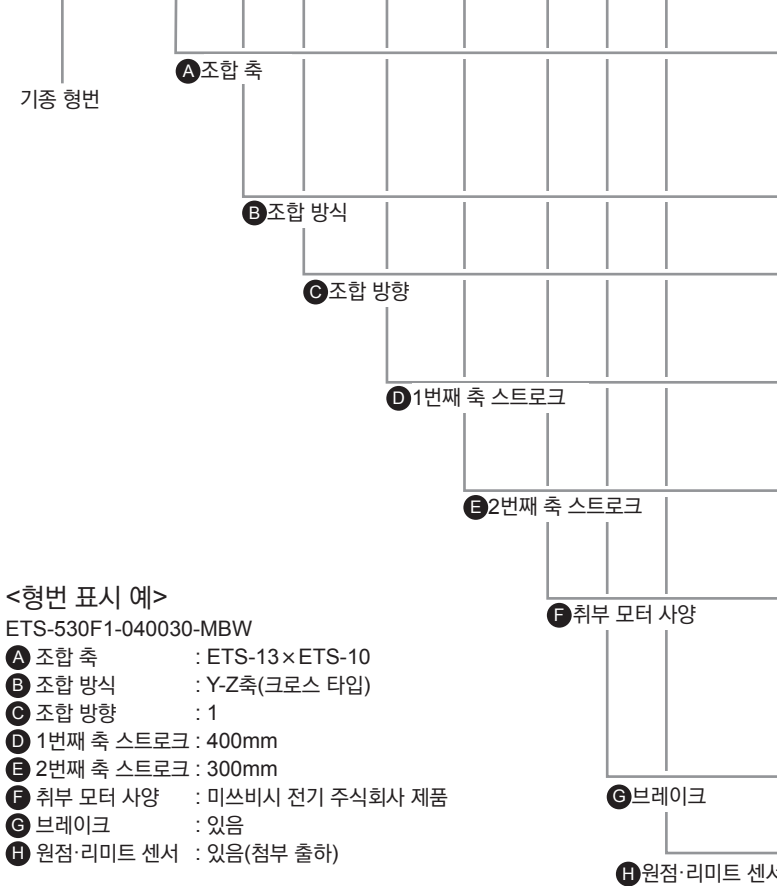 A조합 축
기종 형번
B조합 방식
C조합 방향
D1번째 축 스트로크
E2번째 축 스트로크
<형번 표시 예>
F취부 모터 사양
ETS-530F1-040030-MBW
A 조합 축 : ETS-13×ETS-10
B 조합 방식 : Y-Z축(크로스 타입)
C 조합 방향 : 1
D 1번째 축 스트로크 : 400mm
E 2번째 축 스트로크 : 300mm
F 취부 모터 사양 : 미쓰비시 전기 주식회사 제품
G 브레이크 : 있음
H 원점·리미트 센서 : 있음(첨부 출하)
G브레이크
H원점·리미트 센서